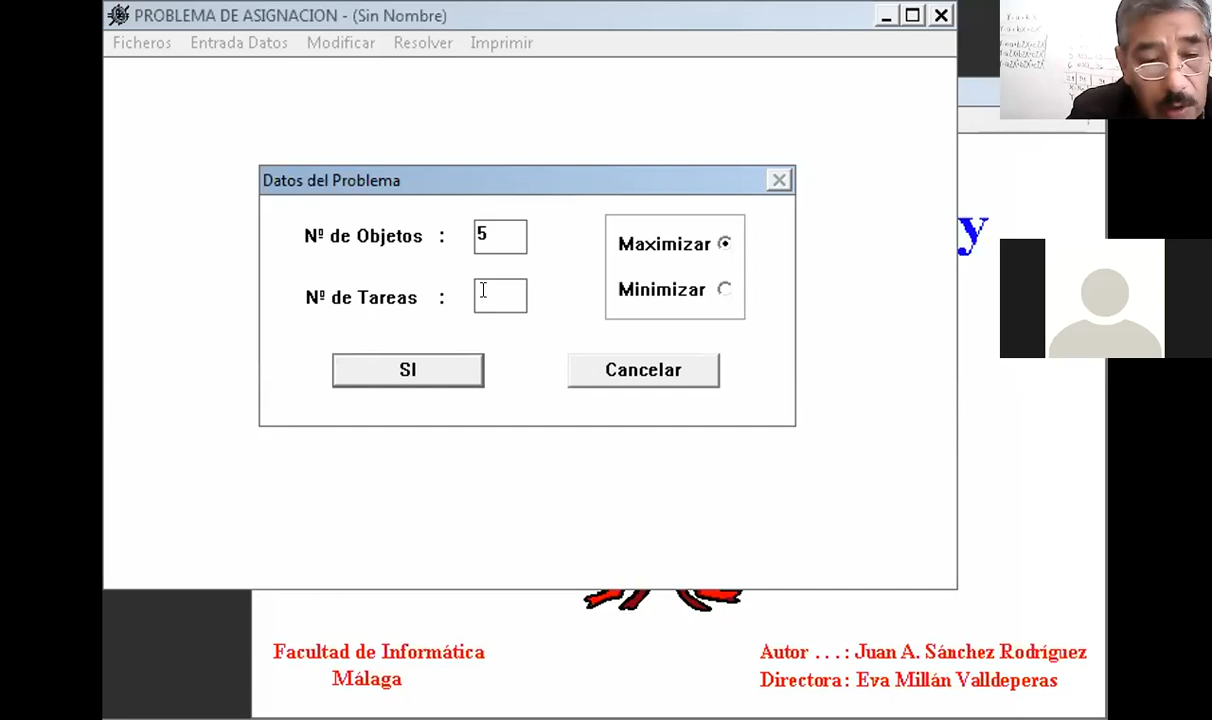 PROBLEMA DE ASIGNACION - (Sin Nombre)
Ficheros Entrada Datos Modificar Resolver Imprimir
Datos del Problema
Nº de Objetos : 5
Maximizar
Nº de Tareas :
Minimizar
SI Cancelar
y
Facultad de Informática
Málaga
Autor . . . : Juan A. Sánchez Rodríguez
Directora : Eva Millán Valldeperas